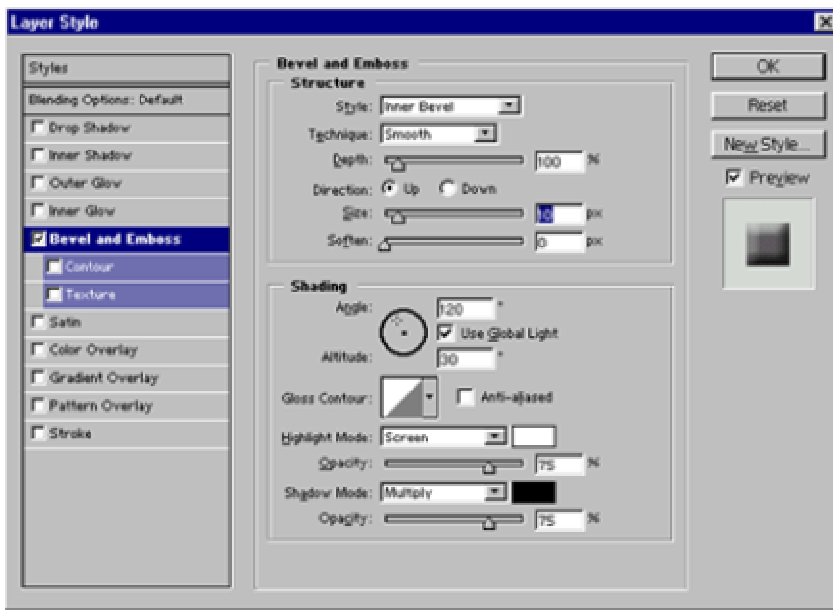 Layer Style
Styles
Blending Options: Default
Drop Shadow
Inner Shadow
Outer Glow
Inner Glow
Bevel and Emboss
Contour
Texture
Satin
Color Overlay
Gradient Overlay
Pattern Overlay
Stroke
Bevel and Emboss
Structure
Style: Inner Bevel
Technique: Smooth
Depth: 100 %
Direction: Up Down
Size: 10 px
Soften: 0 px
Shading
Angle: 120 °
Use Global Light
Altitude: 30 °
Gloss Contour: Anti-aliased
Highlight Mode: Screen
Opacity: 75 %
Shadow Mode: Multiply
Opacity: 75 %
OK
Reset
New Style...
Preview